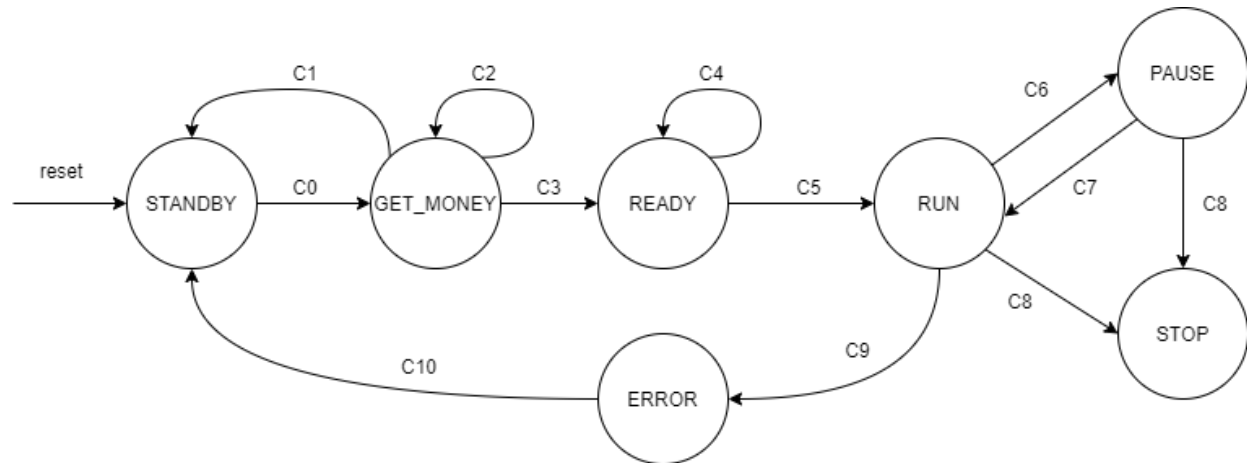 C1
C2
C4
PAUSE
C6
reset
STANDBY
C0
GET_MONEY
C3
READY
C5
RUN
C7
C8
C8
STOP
C10
ERROR
C9